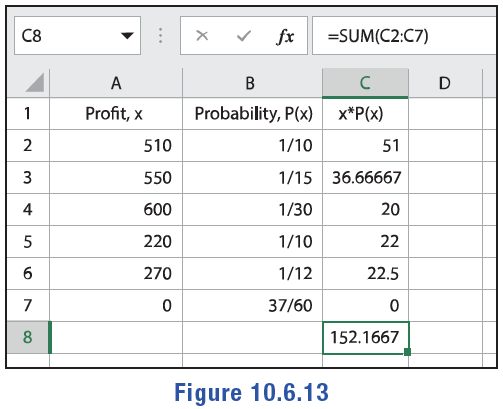 C8 fx =SUM(C2:C7)
A B C D
1 Profit, x Probability, P(x) x*P(x)
2 510 1/10 51
3 550 1/15 36.66667
4 600 1/30 20
5 220 1/10 22
6 270 1/12 22.5
7 0 37/60 0
8 152.1667
Figure 10.6.13